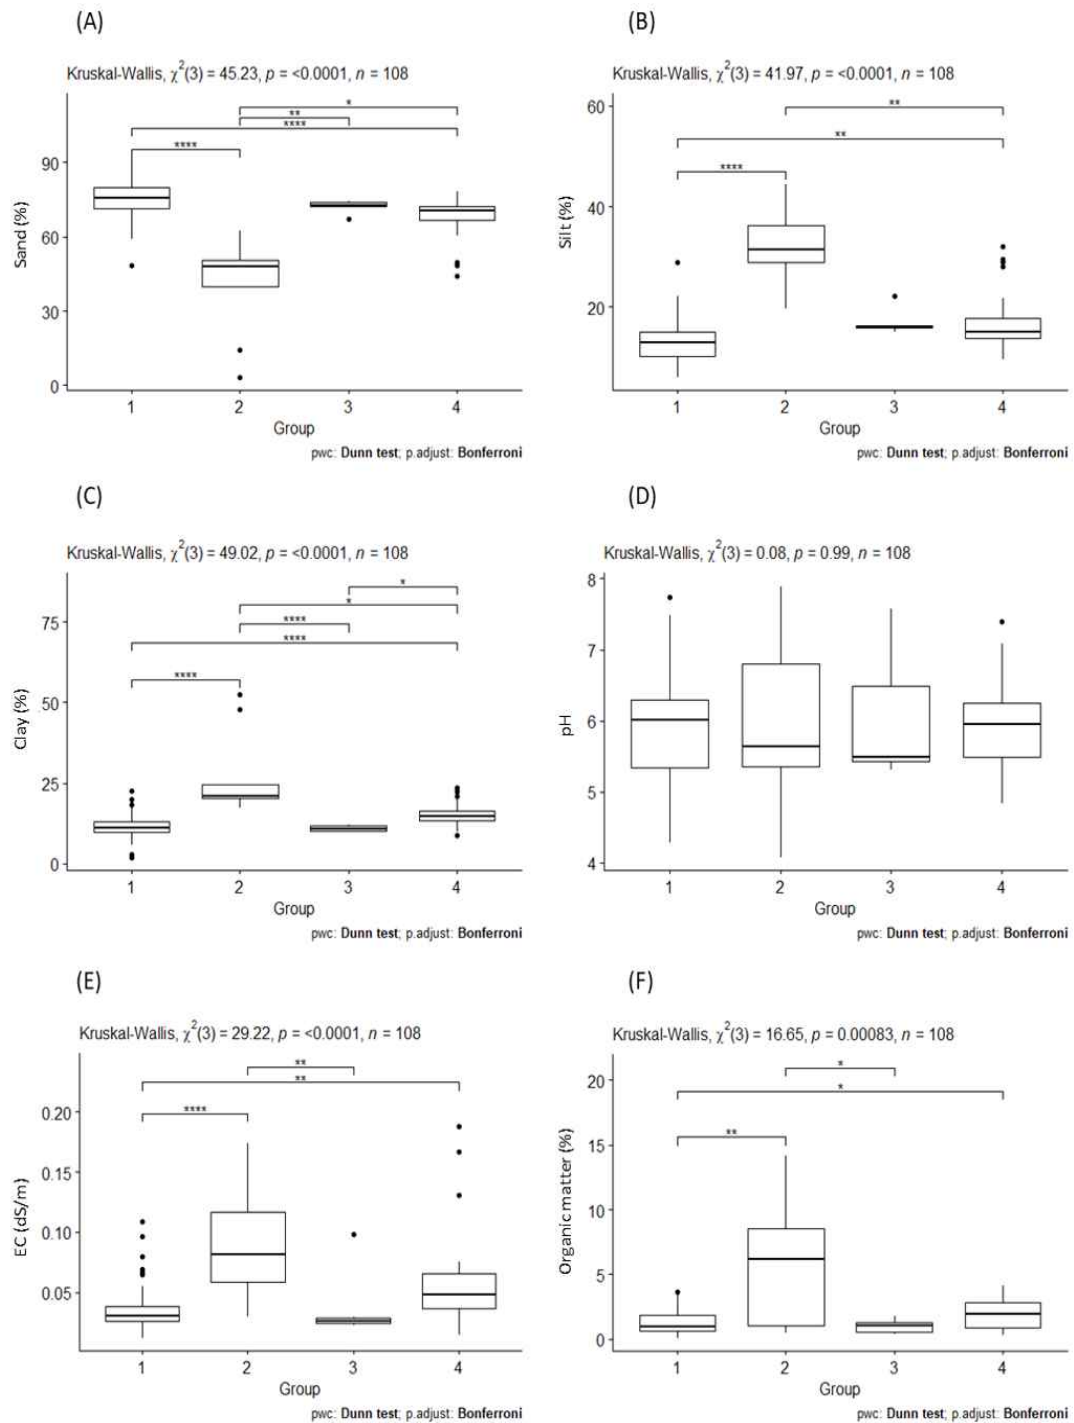 (A)
Kruskal-Wallis, χ2(3) = 45.23, p = <0.0001, n = 108
*
**
****
****
90
60
30
0
Sand (%)
1 2 3 4
Group
pwc: Dunn test; p.adjust: Bonferroni
(B)
Kruskal-Wallis, χ2(3) = 41.97, p = <0.0001, n = 108
**
**
****
60
40
20
Silt (%)
1 2 3 4
Group
pwc: Dunn test; p.adjust: Bonferroni
(C)
Kruskal-Wallis, χ2(3) = 49.02, p = <0.0001, n = 108
*
*
****
****
****
75
50
25
0
Clay (%)
1 2 3 4
Group
pwc: Dunn test; p.adjust: Bonferroni
(D)
Kruskal-Wallis, χ2(3) = 0.08, p = 0.99, n = 108
8
7
6
5
4
pH
1 2 3 4
Group
pwc: Dunn test; p.adjust: Bonferroni
(E)
Kruskal-Wallis, χ2(3) = 29.22, p = <0.0001, n = 108
**
**
****
0.20
0.15
0.10
0.05
EC (dS/m)
1 2 3 4
Group
pwc: Dunn test; p.adjust: Bonferroni
(F)
Kruskal-Wallis, χ2(3) = 16.65, p = 0.00083, n = 108
*
*
**
20
15
10
5
0
Organic matter (%)
1 2 3 4
Group
pwc: Dunn test; p.adjust: Bonferroni